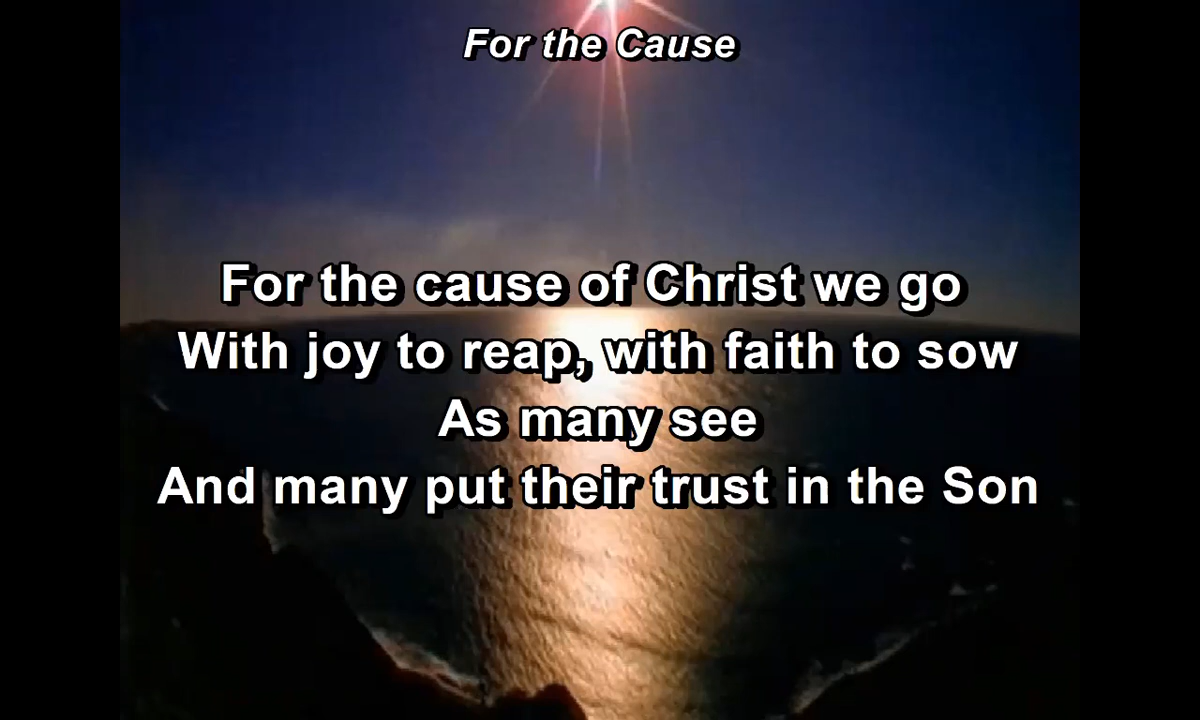 For the Cause
For the cause of Christ we go
With joy to reap, with faith to sow
As many see
And many put their trust in the Son